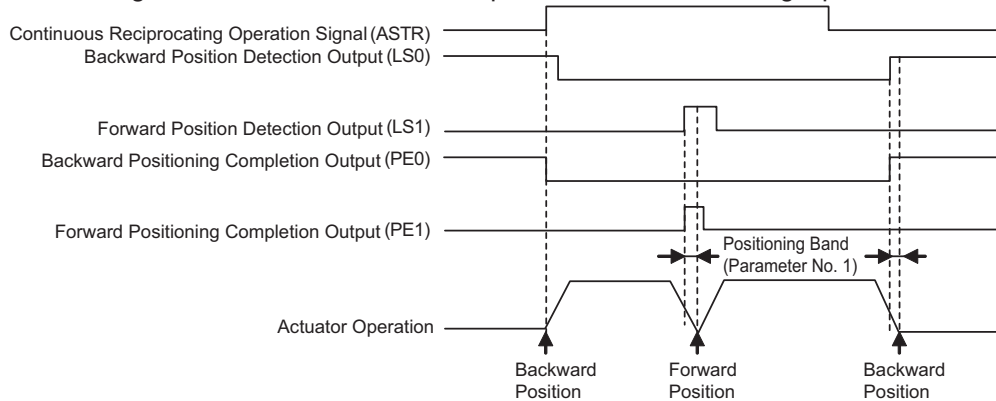 Continuous Reciprocating Operation Signal (ASTR)
Backward Position Detection Output (LS0)
Forward Position Detection Output (LS1)
Backward Positioning Completion Output (PE0)
Forward Positioning Completion Output (PE1)
Positioning Band
(Parameter No. 1)
Actuator Operation
Backward
Position
Forward
Position
Backward
Position